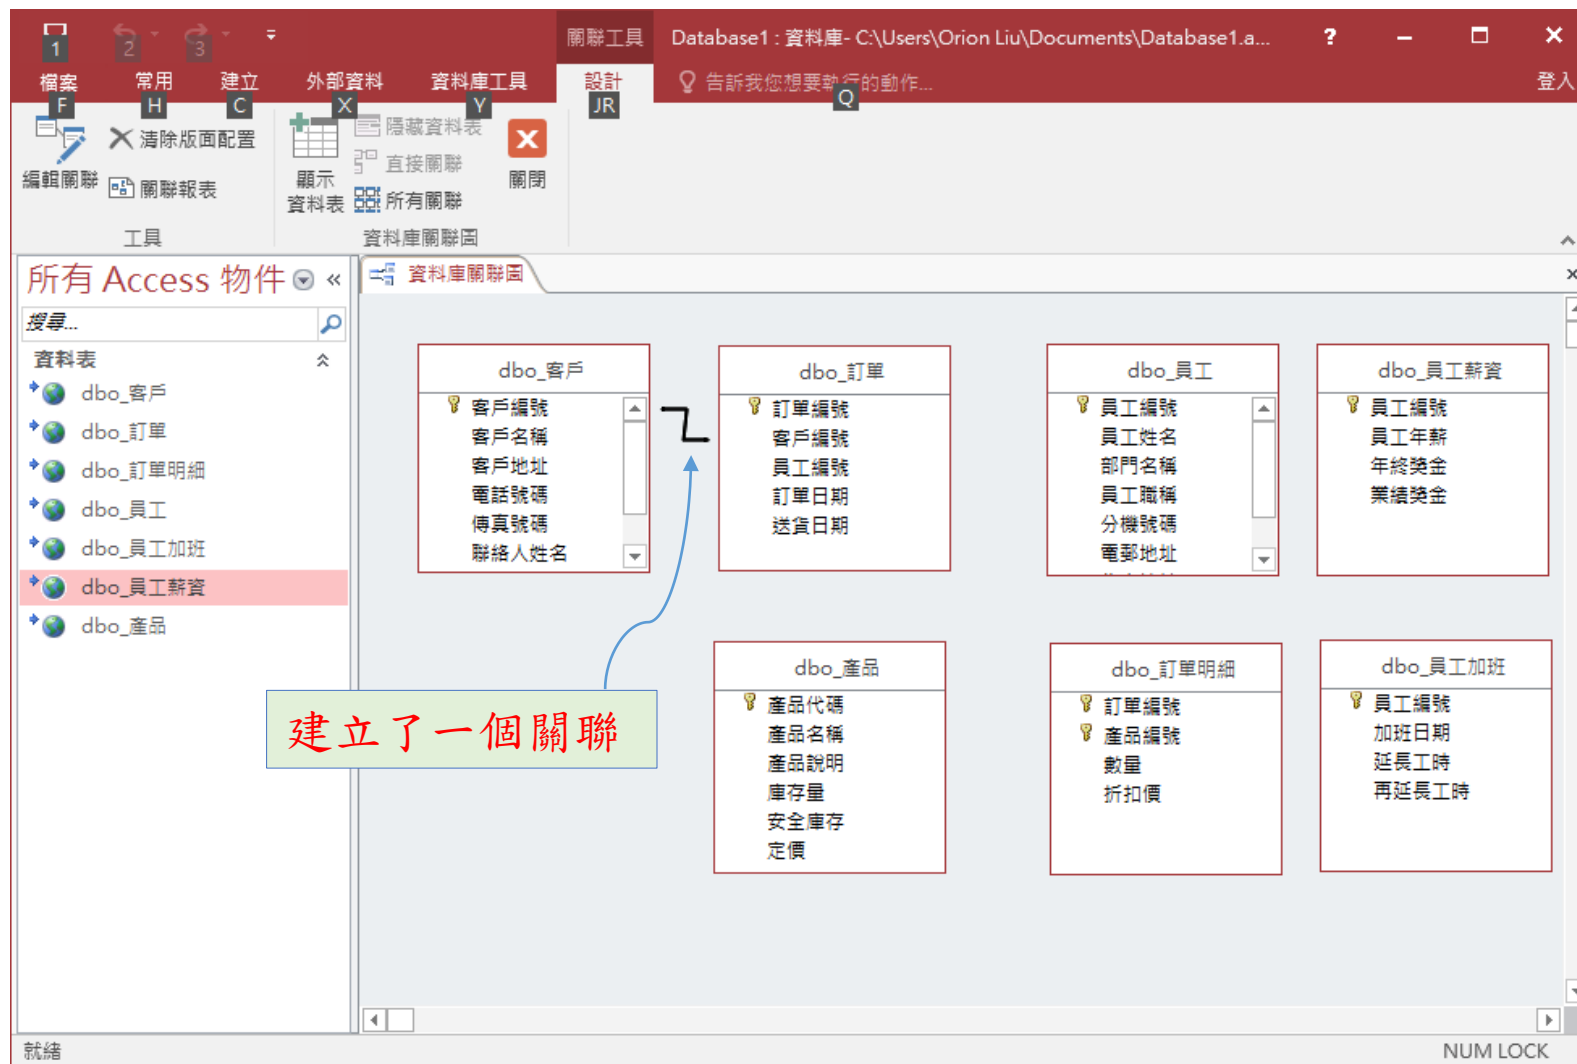 1
2
3
關聯工具
Database1 : 資料庫- C:\Users\Orion Liu\Documents\Database1.a...
?
檔案
常用
建立
外部資料
資料庫工具
設計
告訴我您想要執行的動作...
登入
F
H
C
X
Y
JR
Q
編輯關聯
清除版面配置
關聯報表
工具
顯示
資料表
隱藏資料表
直接關聯
所有關聯
關閉
資料庫關聯圖
所有 Access 物件
搜尋...
資料表
dbo_客戶
dbo_訂單
dbo_訂單明細
dbo_員工
dbo_員工加班
dbo_員工薪資
dbo_產品
資料庫關聯圖
dbo_客戶
客戶編號
客戶名稱
客戶地址
電話號碼
傳真號碼
聯絡人姓名
dbo_訂單
訂單編號
客戶編號
員工編號
訂單日期
送貨日期
dbo_員工
員工編號
員工姓名
部門名稱
員工職稱
分機號碼
電郵地址
dbo_員工薪資
員工編號
員工年薪
年終獎金
業績獎金
建立了一個關聯
dbo_產品
產品代碼
產品名稱
產品說明
庫存量
安全庫存
定價
dbo_訂單明細
訂單編號
產品編號
數量
折扣價
dbo_員工加班
員工編號
加班日期
延長工時
再延長工時
就緒
NUM LOCK